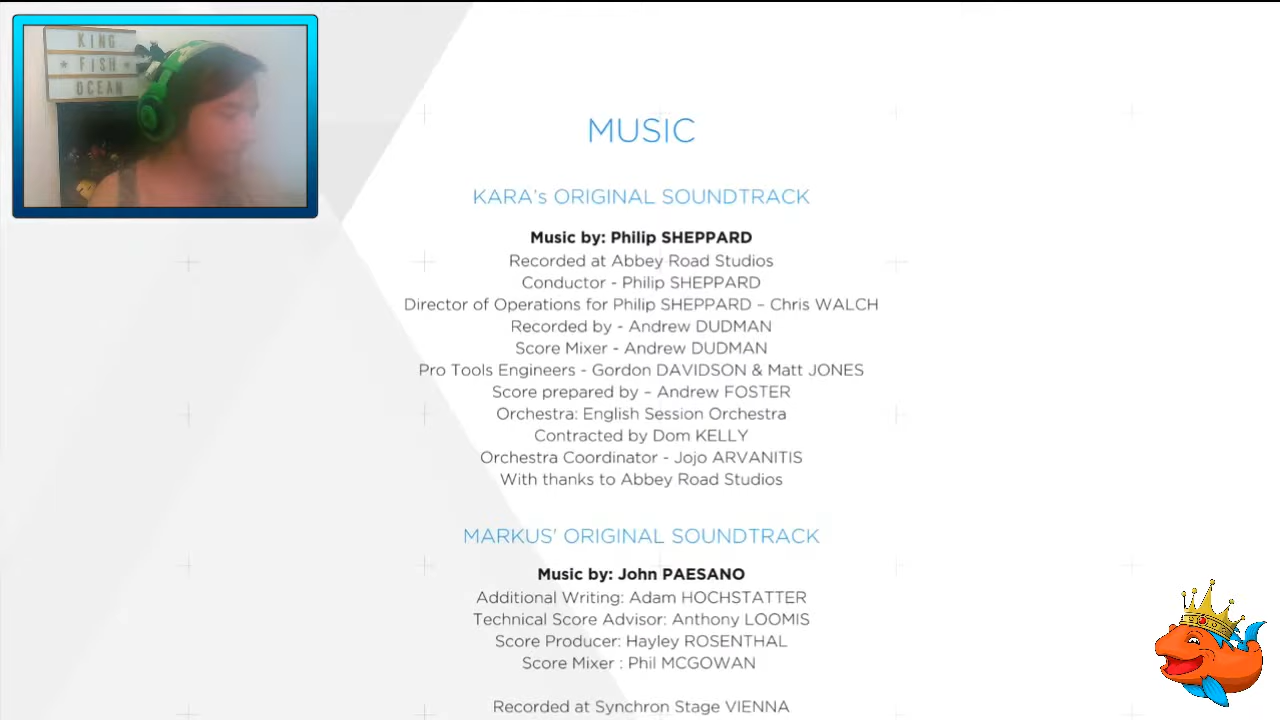 KING
FISH
OCEAN
MUSIC
KARA's ORIGINAL SOUNDTRACK
Music by: Philip SHEPPARD
Recorded at Abbey Road Studios
Conductor - Philip SHEPPARD
Director of Operations for Philip SHEPPARD – Chris WALCH
Recorded by - Andrew DUDMAN
Score Mixer - Andrew DUDMAN
Pro Tools Engineers - Gordon DAVIDSON & Matt JONES
Score prepared by – Andrew FOSTER
Orchestra: English Session Orchestra
Contracted by Dom KELLY
Orchestra Coordinator - Jojo ARVANITIS
With thanks to Abbey Road Studios
MARKUS' ORIGINAL SOUNDTRACK
Music by: John PAESANO
Additional Writing: Adam HOCHSTATTER
Technical Score Advisor: Anthony LOOMIS
Score Producer: Hayley ROSENTHAL
Score Mixer : Phil MCGOWAN
Recorded at Synchron Stage VIENNA